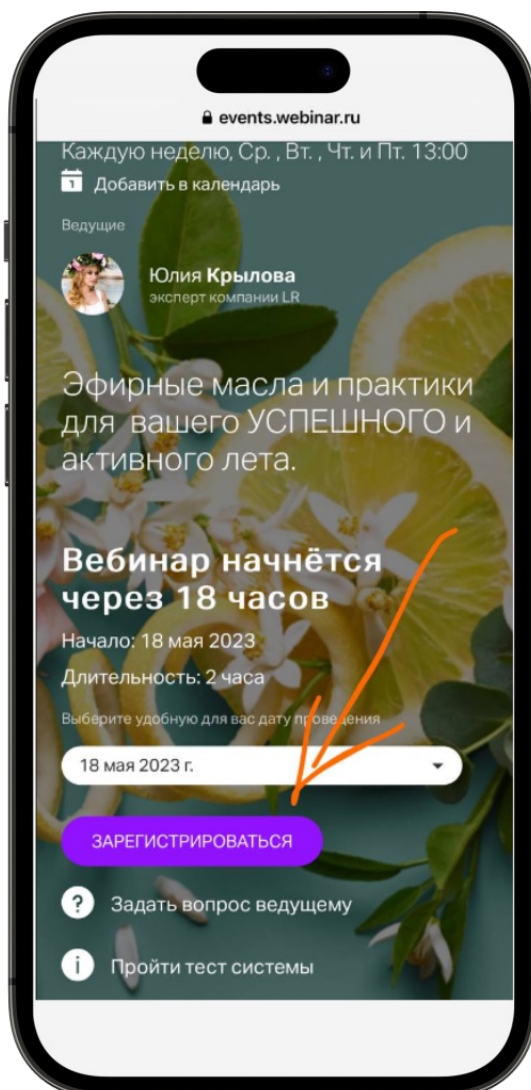 events.webinar.ru
Каждую неделю, Ср. , Вт. , Чт. и Пт. 13:00
1 Добавить в календарь
Ведущие
Юлия Крылова
эксперт компании LR
Эфирные масла и практики
для вашего УСПЕШНОГО и
активного лета.
Вебинар начнётся
через 18 часов
Начало: 18 мая 2023
Длительность: 2 часа
Выберите удобную для вас дату проведения
18 мая 2023 г.
ЗАРЕГИСТРИРОВАТЬСЯ
? Задать вопрос ведущему
i Пройти тест системы